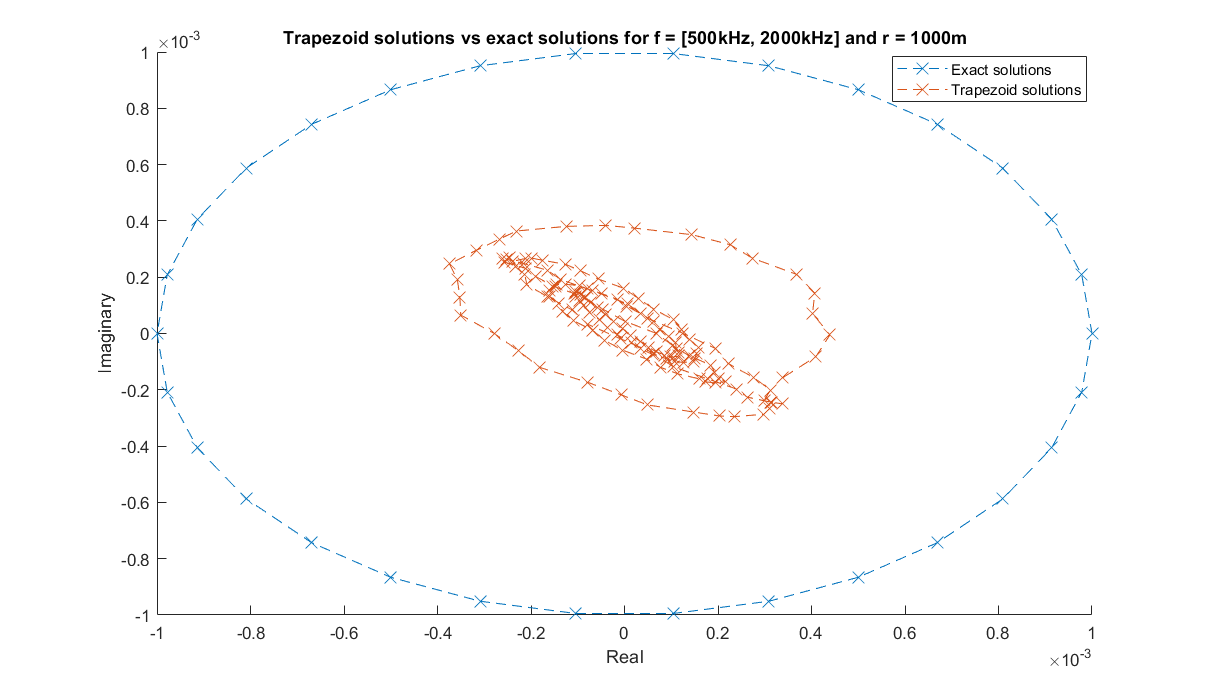 Trapezoid solutions vs exact solutions for f = [500kHz, 2000kHz] and r = 1000m
×10⁻³
Exact solutions
Trapezoid solutions
1
0.8
0.6
0.4
0.2
0
-0.2
-0.4
-0.6
-0.8
-1
Imaginary
-1 -0.8 -0.6 -0.4 -0.2 0 0.2 0.4 0.6 0.8 1
Real
×10⁻³